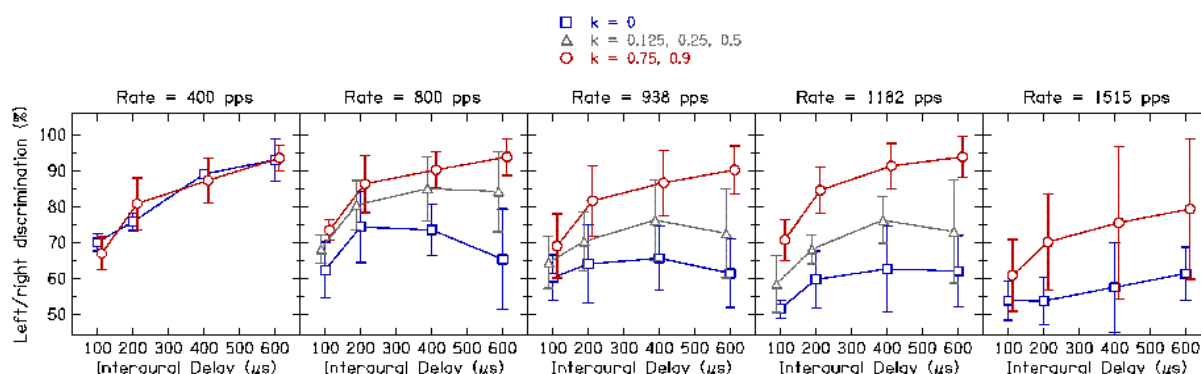 k = 0
k = 0.125, 0.25, 0.5
k = 0.75, 0.9
Rate = 400 pps
Rate = 800 pps
Rate = 938 pps
Rate = 1182 pps
Rate = 1515 pps
Left/right discrimination (%)
100
90
80
70
60
50
100 200 300 400 500 600
100 200 300 400 500 600
100 200 300 400 500 600
100 200 300 400 500 600
100 200 300 400 500 600
Interaural Delay (μs)
Interaural Delay (μs)
Interaural Delay (μs)
Interaural Delay (μs)
Interaural Delay (μs)